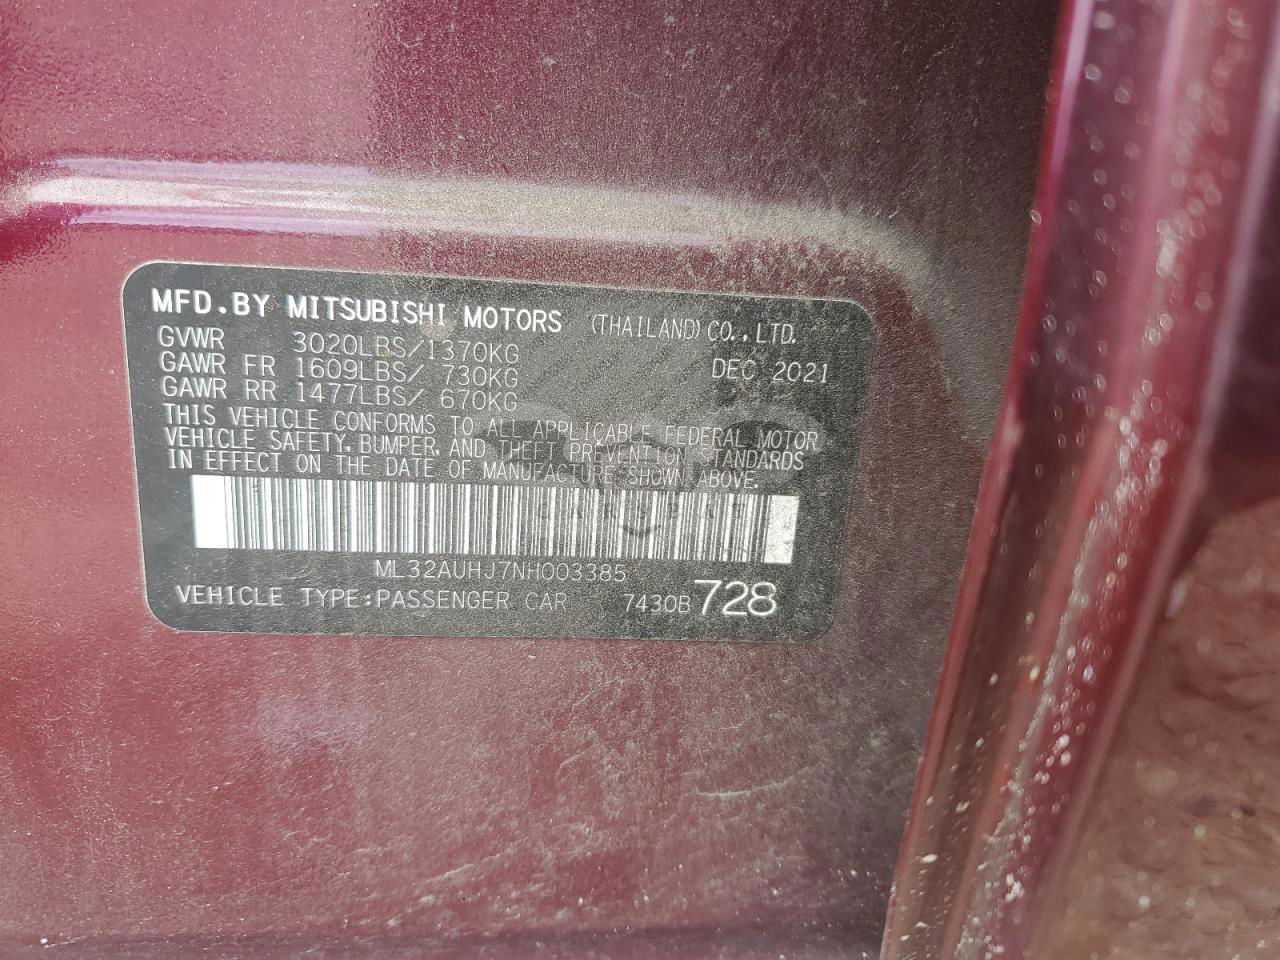 MFD.BY MITSUBISHI MOTORS (THAILAND)CO.,LTD.
GVWR 3020LBS/1370KG DEC 2021
GAWR FR 1609LBS/ 730KG
GAWR RR 1477LBS/ 670KG
THIS VEHICLE CONFORMS TO ALL APPLICABLE FEDERAL MOTOR
VEHICLE SAFETY, BUMPER, AND THEFT PREVENTION STANDARDS
IN EFFECT ON THE DATE OF MANUFACTURE SHOWN ABOVE.
ML32AUHJ7NH003385
VEHICLE TYPE:PASSENGER CAR 7430B 728